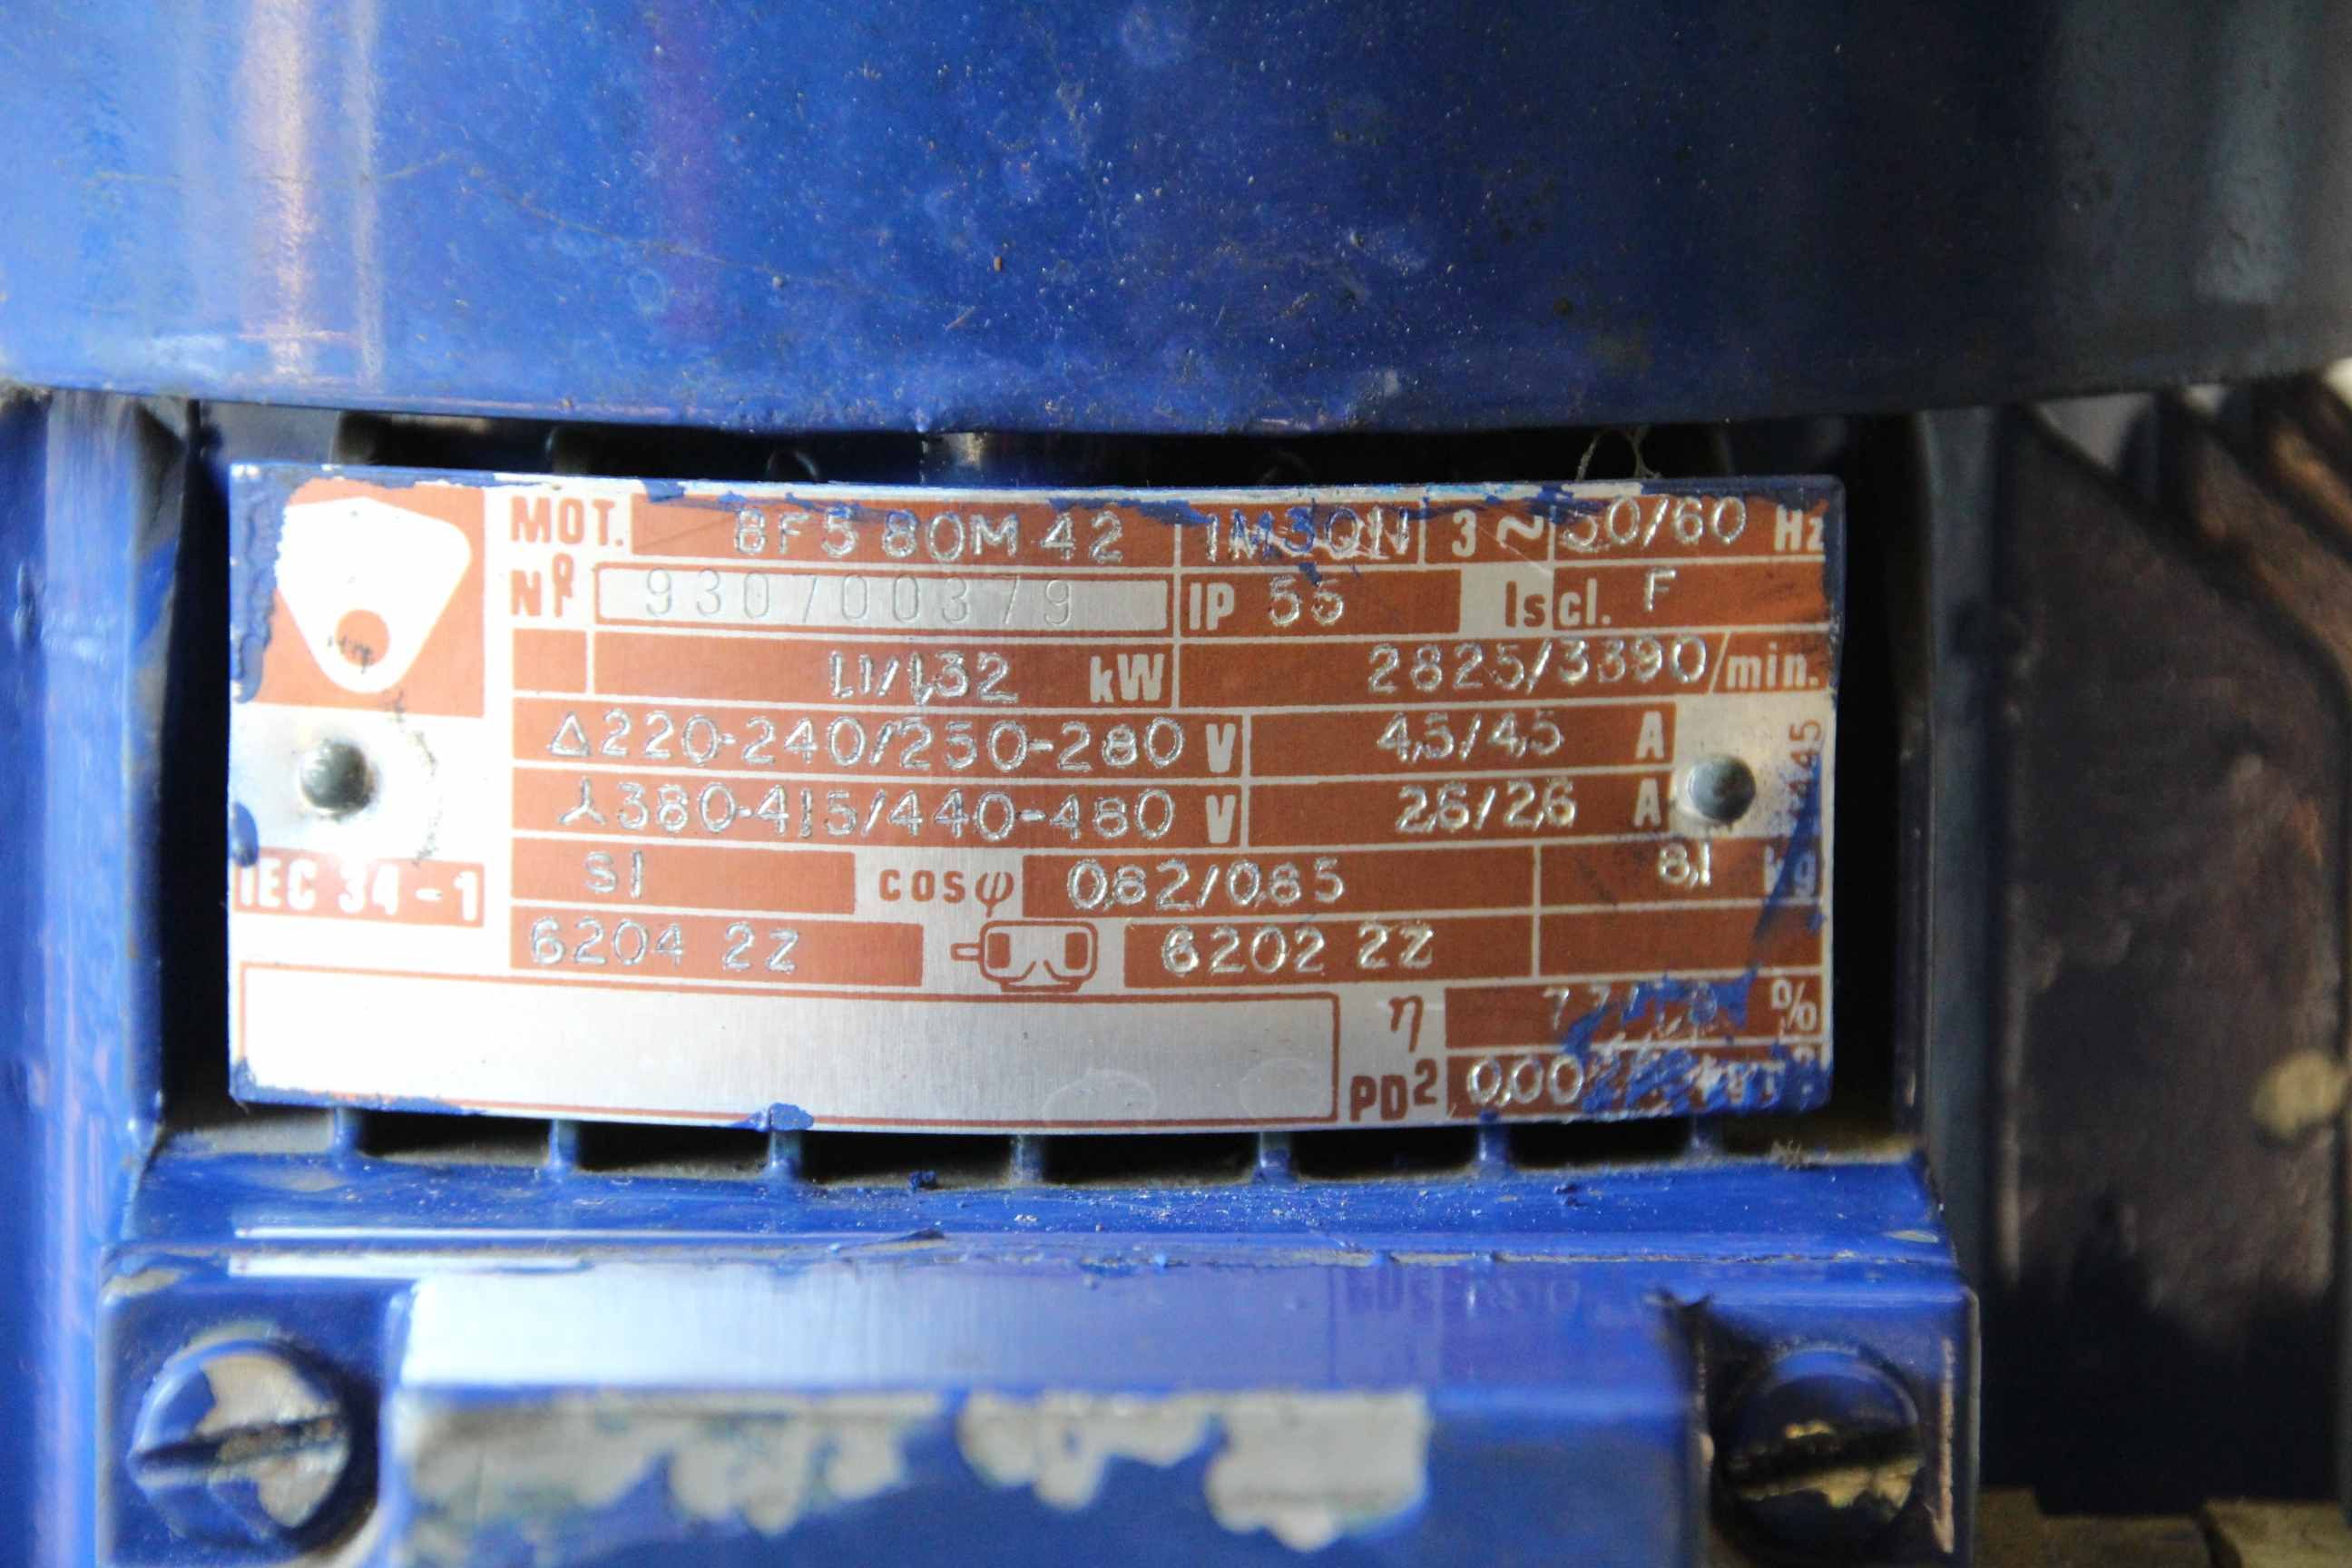 MOT. 8F5 80M 42 3 ~ 50/60 Hz
Nº 930700379 IP 55 Is cl. F
1,1/1,32 kW 2825/3390/min.
Δ220-240/250-280 V 4,5/4,5 A
⅄380-415/440-480 V 2,6/2,6 A
IEC 34-1 S1 cosφ 0,82/0,85 8,1 kg
6204 2Z 6202 2Z
η %
PD²